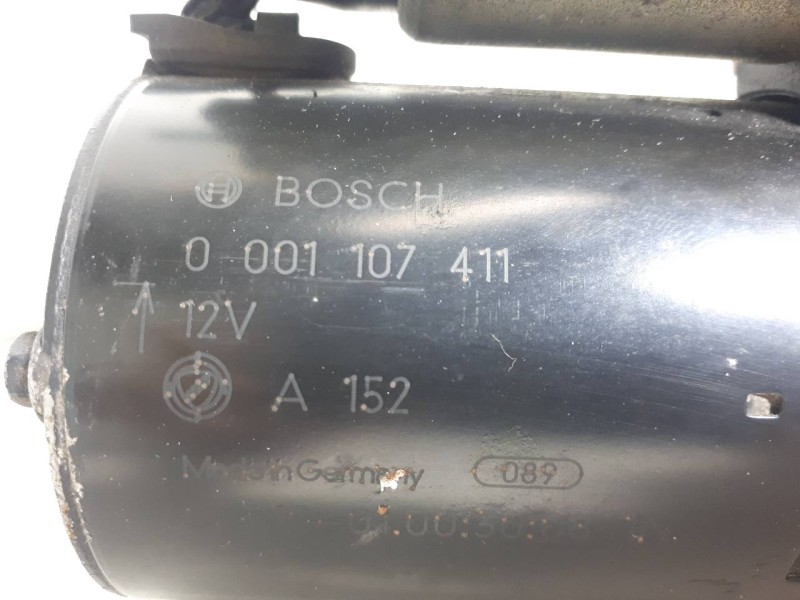 BOSCH
0 001 107 411
12V
A 152
Made in Germany 089